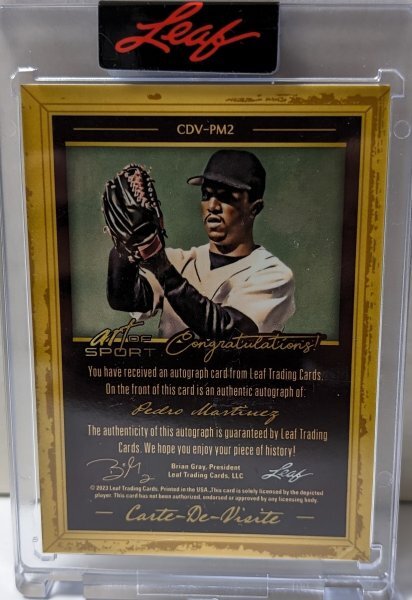 Leaf
CDV-PM2
art OF
SPORT
Congratulations!
You have received an autograph card from Leaf Trading Cards.
On the front of this card is an authentic autograph of:
Pedro Martinez
The authenticity of this autograph is guaranteed by Leaf Trading
Cards. We hope you enjoy your piece of history!
Brian Gray, President
Leaf Trading Cards, LLC
Leaf
© 2023 Leaf Trading Cards. Printed in the USA. This card is solely licensed by the depicted
player. This card has not been authorized, endorsed or approved by any licensing body.
Carte-De-Visite